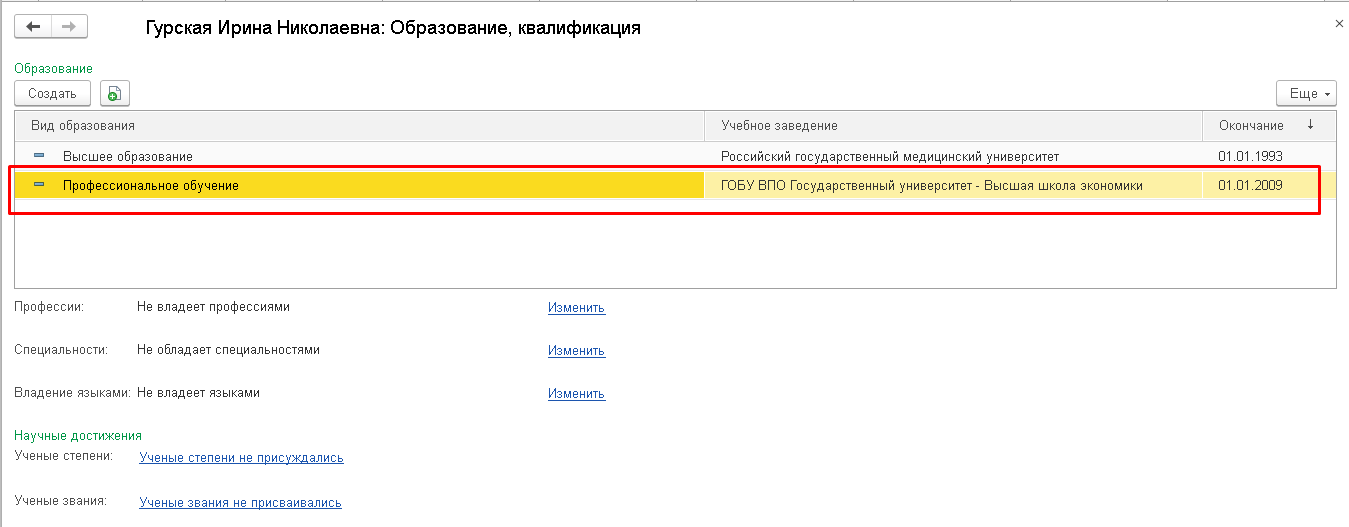 Гурская Ирина Николаевна: Образование, квалификация
Образование
Создать Еще
Вид образования Учебное заведение Окончание ↓
Высшее образование Российский государственный медицинский университет 01.01.1993
Профессиональное обучение ГОБУ ВПО Государственный университет - Высшая школа экономики 01.01.2009
Профессии: Не владеет профессиями Изменить
Специальности: Не обладает специальностями Изменить
Владение языками: Не владеет языками Изменить
Научные достижения
Ученые степени: Ученые степени не присуждались
Ученые звания: Ученые звания не присваивались